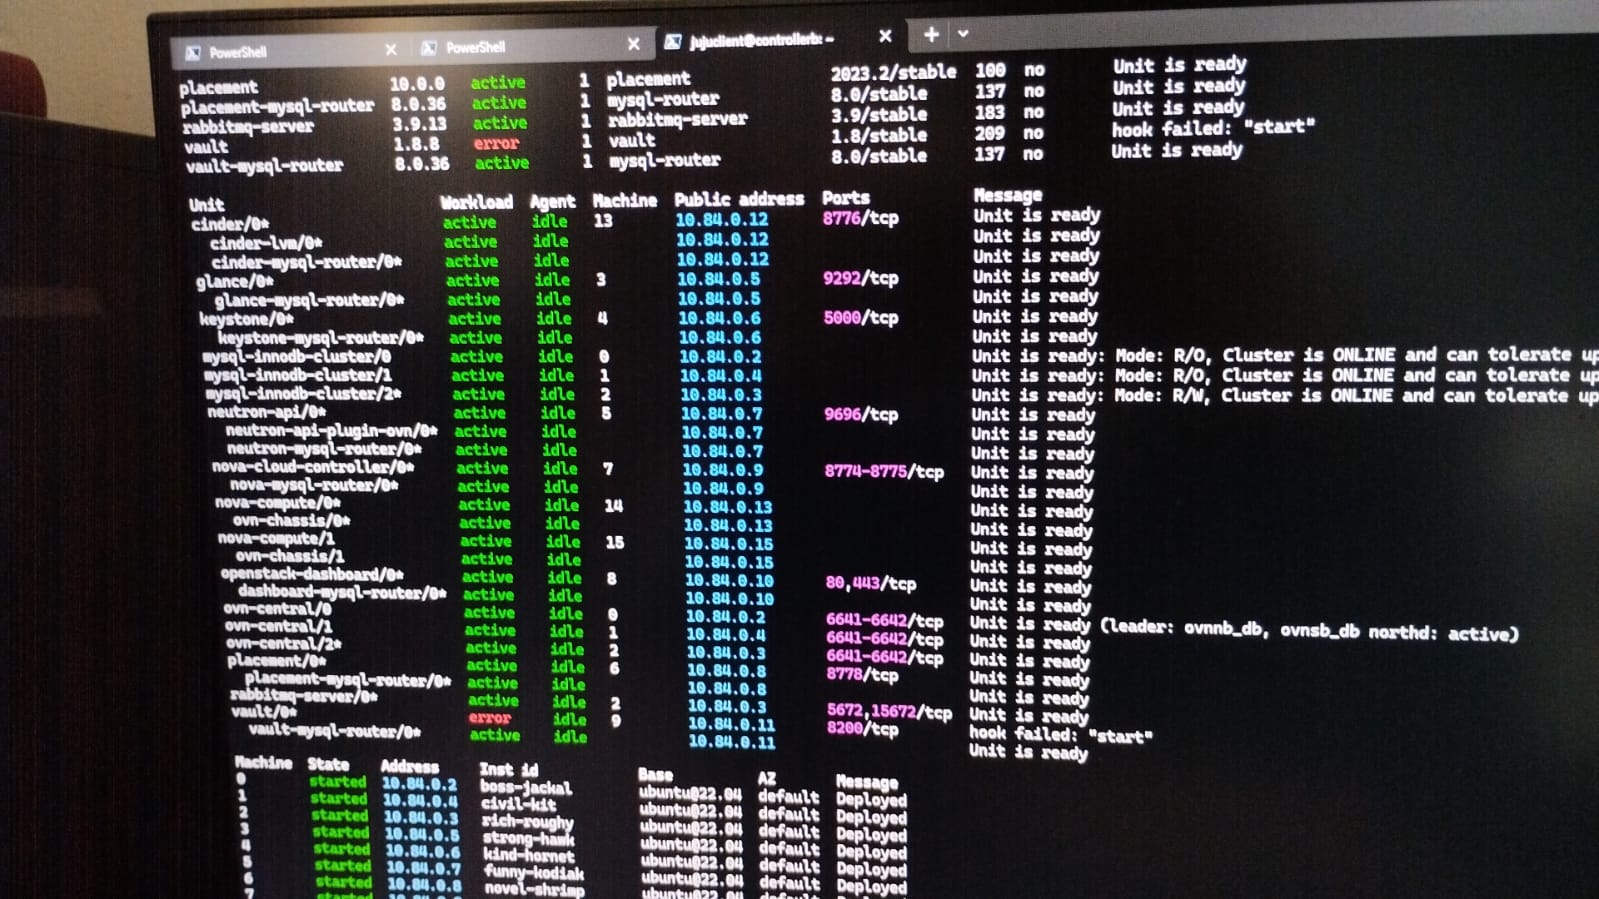 PowerShell PowerShell jujuclient@controllerb: ~
placement 10.0.0 active 1 placement 2023.2/stable 100 no Unit is ready
placement-mysql-router 8.0.36 active 1 mysql-router 8.0/stable 137 no Unit is ready
rabbitmq-server 3.9.13 active 1 rabbitmq-server 3.9/stable 183 no Unit is ready
vault 1.8.8 error 1 vault 1.8/stable 209 no hook failed: "start"
vault-mysql-router 8.0.36 active 1 mysql-router 8.0/stable 137 no Unit is ready
Unit Workload Agent Machine Public address Ports Message
cinder/0* active idle 13 10.84.0.12 8776/tcp Unit is ready
cinder-lvm/0* active idle 10.84.0.12 Unit is ready
cinder-mysql-router/0* active idle 10.84.0.12 Unit is ready
glance/0* active idle 3 10.84.0.5 9292/tcp Unit is ready
glance-mysql-router/0* active idle 10.84.0.5 Unit is ready
keystone/0* active idle 4 10.84.0.6 5000/tcp Unit is ready
keystone-mysql-router/0* active idle 10.84.0.6 Unit is ready
mysql-innodb-cluster/0 active idle 0 10.84.0.2 Unit is ready: Mode: R/O, Cluster is ONLINE and can tolerate up
mysql-innodb-cluster/1 active idle 1 10.84.0.4 Unit is ready: Mode: R/O, Cluster is ONLINE and can tolerate up
mysql-innodb-cluster/2* active idle 2 10.84.0.3 Unit is ready: Mode: R/W, Cluster is ONLINE and can tolerate up
neutron-api/0* active idle 5 10.84.0.7 9696/tcp Unit is ready
neutron-api-plugin-ovn/0* active idle 10.84.0.7 Unit is ready
neutron-mysql-router/0* active idle 10.84.0.7 Unit is ready
nova-cloud-controller/0* active idle 7 10.84.0.9 8774-8775/tcp Unit is ready
nova-mysql-router/0* active idle 10.84.0.9 Unit is ready
nova-compute/0* active idle 14 10.84.0.13 Unit is ready
ovn-chassis/0* active idle 10.84.0.13 Unit is ready
nova-compute/1 active idle 15 10.84.0.15 Unit is ready
ovn-chassis/1 active idle 10.84.0.15 Unit is ready
openstack-dashboard/0* active idle 8 10.84.0.10 80,443/tcp Unit is ready
dashboard-mysql-router/0* active idle 10.84.0.10 Unit is ready
ovn-central/0 active idle 0 10.84.0.2 6641-6642/tcp Unit is ready (leader: ovnnb_db, ovnsb_db northd: active)
ovn-central/1 active idle 1 10.84.0.4 6641-6642/tcp Unit is ready
ovn-central/2* active idle 2 10.84.0.3 6641-6642/tcp Unit is ready
placement/0* active idle 6 10.84.0.8 8778/tcp Unit is ready
placement-mysql-router/0* active idle 10.84.0.8 Unit is ready
rabbitmq-server/0* active idle 2 10.84.0.3 5672,15672/tcp Unit is ready
vault/0* error idle 9 10.84.0.11 8200/tcp hook failed: "start"
vault-mysql-router/0* active idle 10.84.0.11 Unit is ready
Machine State Address Inst id Base AZ Message
0 started 10.84.0.2 boss-jackal ubuntu@22.04 default Deployed
1 started 10.84.0.4 civil-kit ubuntu@22.04 default Deployed
2 started 10.84.0.3 rich-roughy ubuntu@22.04 default Deployed
3 started 10.84.0.5 strong-hawk ubuntu@22.04 default Deployed
4 started 10.84.0.6 kind-hornet ubuntu@22.04 default Deployed
5 started 10.84.0.7 funny-kodiak ubuntu@22.04 default Deployed
6 started 10.84.0.8 novel-shrimp ubuntu@22.04 default Deployed
7